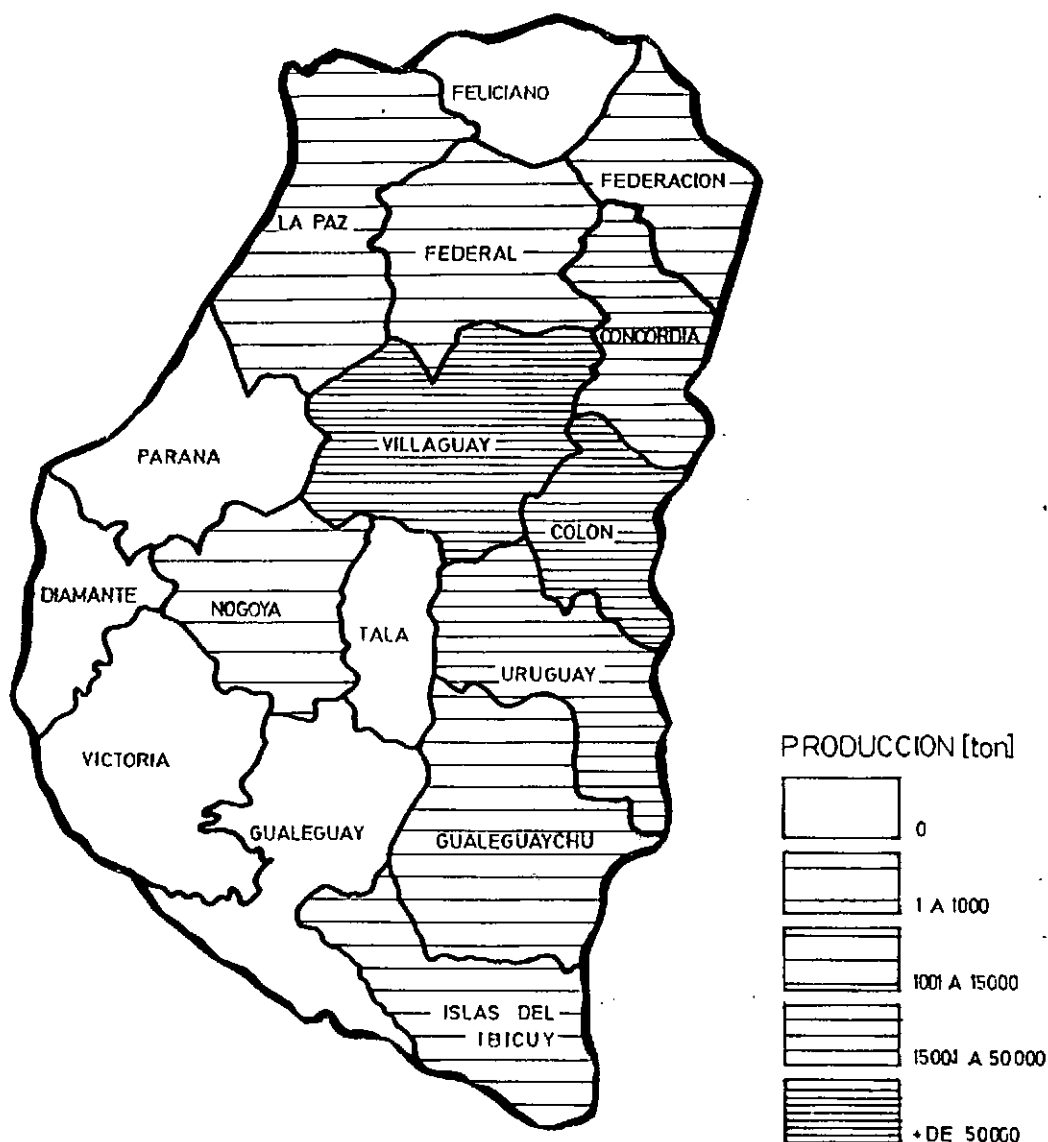 FELICIANO
FEDERACION
LA PAZ
FEDERAL
CONCORDIA
VILLAGUAY
PARANA
COLON
DIAMANTE
NOGOYA
TALA
URUGUAY
VICTORIA
GUALEGUAY
GUALEGUAYCHU
ISLAS DEL
IBICUY
PRODUCCION [ton]
0
1 A 1000
1001 A 15000
15001 A 50000
+ DE 50000